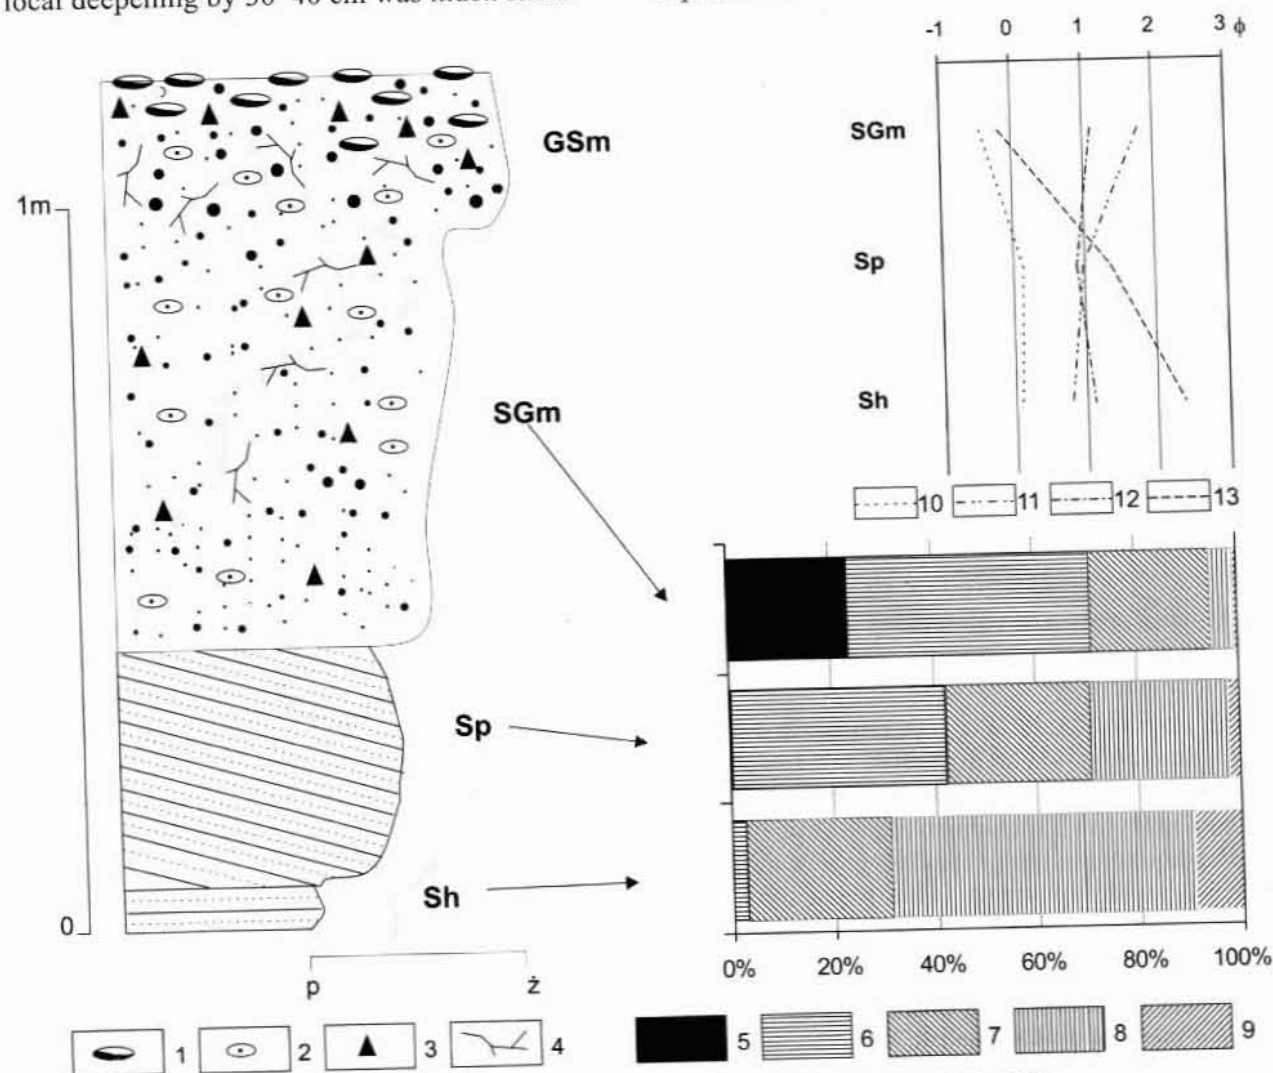 local deepening by 30–40 cm was much
-1 0 1 2 3 ϕ
SGm
GSm
1m
Sp
Sh
SGm
10 11 12 13
Sp
Sh
0
0% 20% 40% 60% 80% 100%
p ż
1 2 3 4 5 6 7 8 9